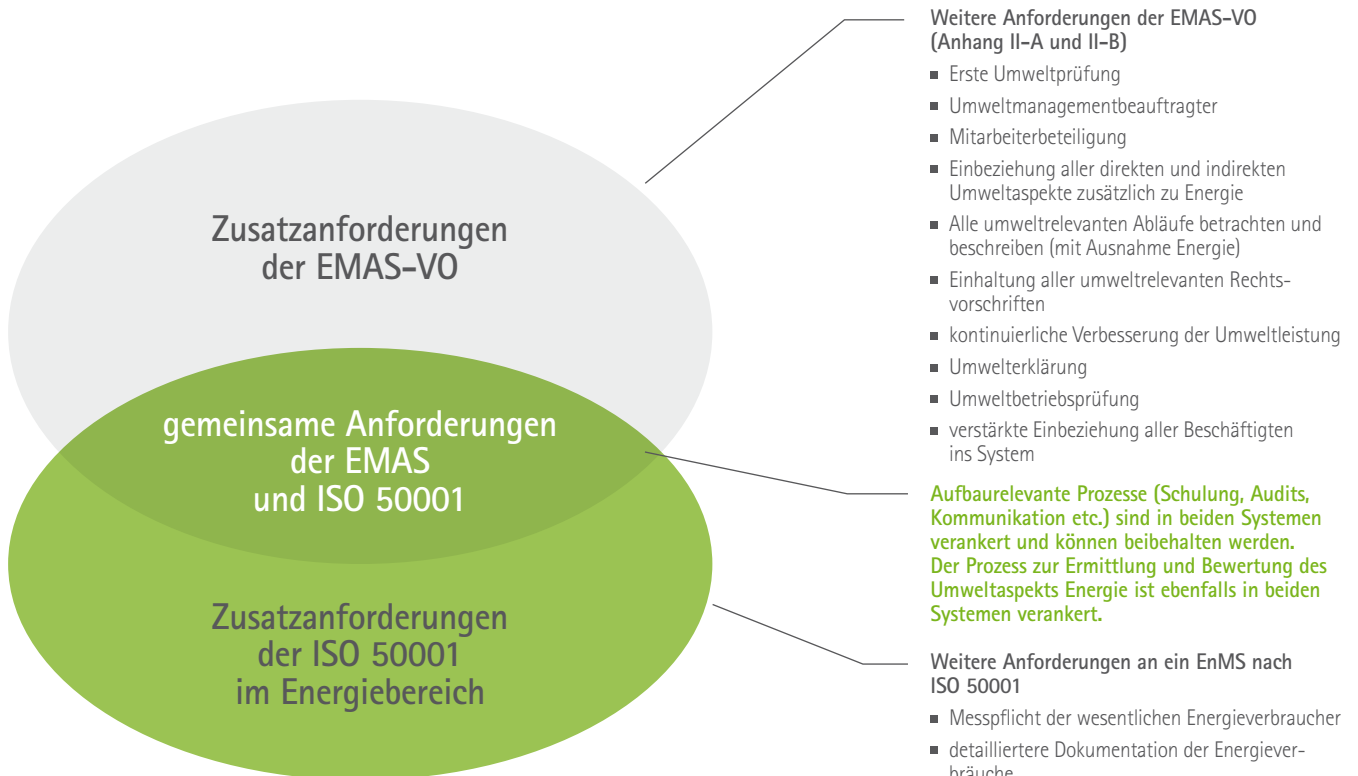 Zusatzanforderungen
der EMAS-VO
gemeinsame Anforderungen
der EMAS
und ISO 50001
Zusatzanforderungen
der ISO 50001
im Energiebereich
Weitere Anforderungen der EMAS-VO
(Anhang II-A und II-B)
■ Erste Umweltprüfung
■ Umweltmanagementbeauftragter
■ Mitarbeiterbeteiligung
■ Einbeziehung aller direkten und indirekten
Umweltaspekte zusätzlich zu Energie
■ Alle umweltrelevanten Abläufe betrachten und
beschreiben (mit Ausnahme Energie)
■ Einhaltung aller umweltrelevanten Rechts-
vorschriften
■ kontinuierliche Verbesserung der Umweltleistung
■ Umwelterklärung
■ Umweltbetriebsprüfung
■ verstärkte Einbeziehung aller Beschäftigten
ins System
Aufbaurelevante Prozesse (Schulung, Audits,
Kommunikation etc.) sind in beiden Systemen
verankert und können beibehalten werden.
Der Prozess zur Ermittlung und Bewertung des
Umweltaspekts Energie ist ebenfalls in beiden
Systemen verankert.
Weitere Anforderungen an ein EnMS nach
ISO 50001
■ Messpflicht der wesentlichen Energieverbraucher
■ detailliertere Dokumentation der Energiever-
bräuche